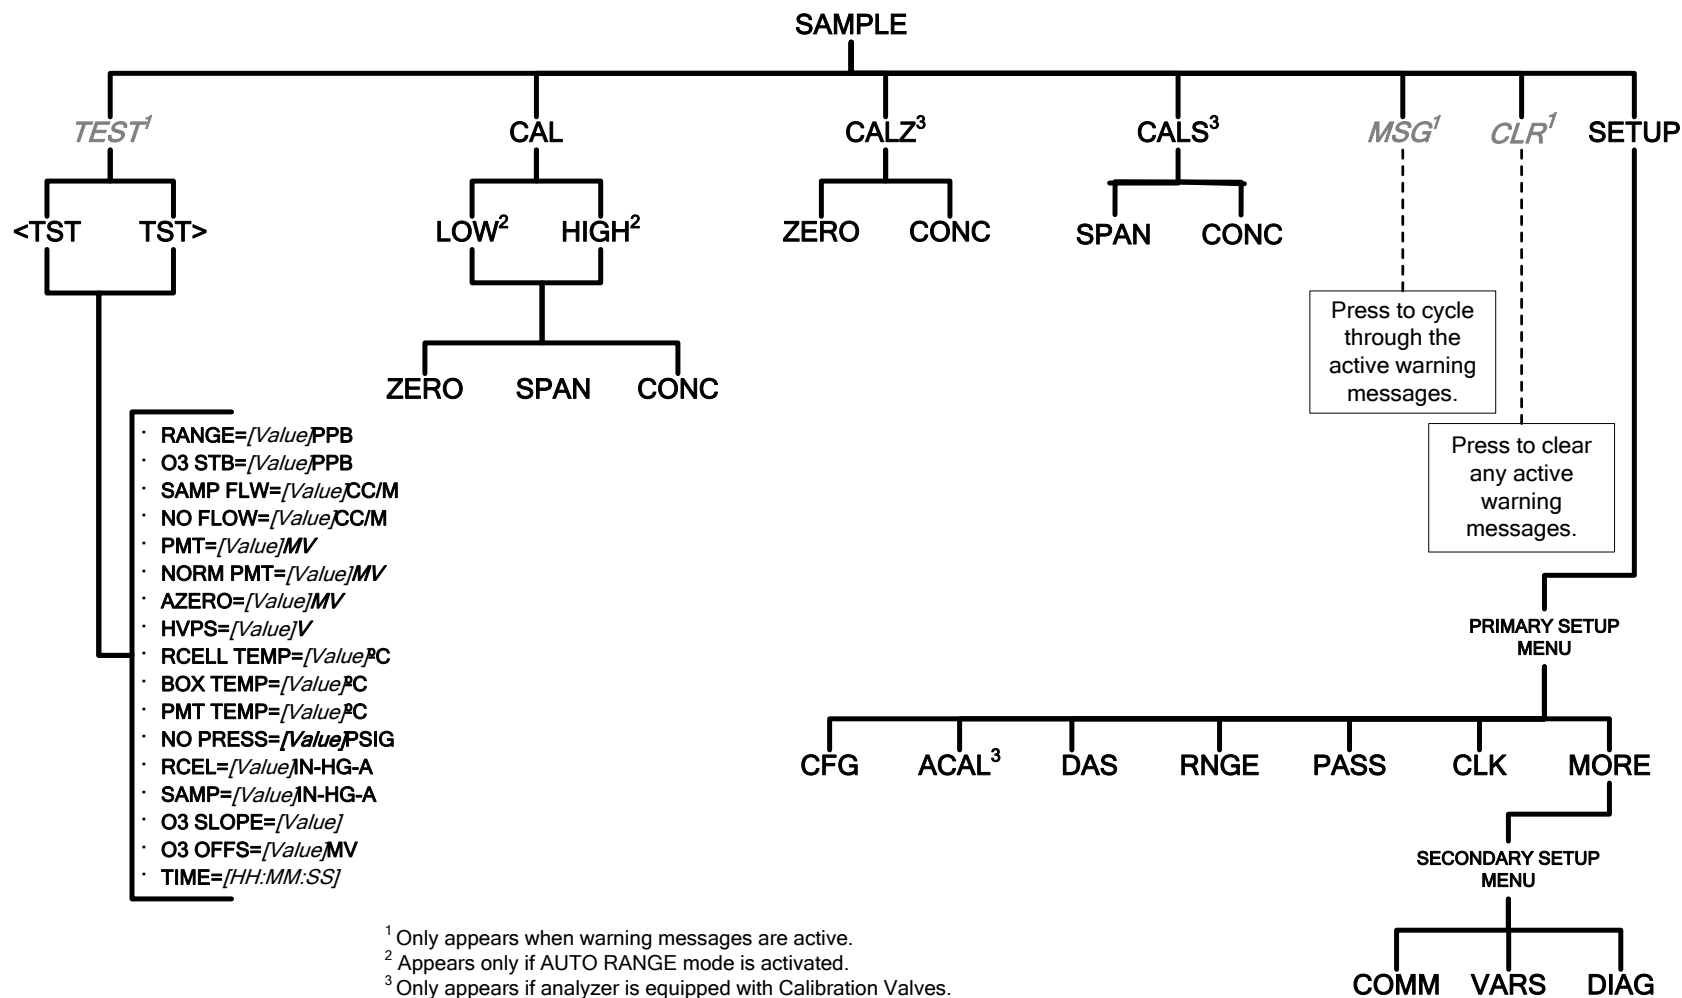 SAMPLE
TEST¹ CAL CALZ³ CALS³ MSG¹ CLR¹ SETUP
<TST TST> LOW² HIGH² ZERO CONC SPAN CONC
Press to cycle
through the
active warning
messages.
ZERO SPAN CONC
Press to clear
any active
warning
messages.
· RANGE=[Value]PPB
· O3 STB=[Value]PPB
· SAMP FLW=[Value]CC/M
· NO FLOW=[Value]CC/M
· PMT=[Value]MV
· NORM PMT=[Value]MV
· AZERO=[Value]MV
· HVPS=[Value]V
· RCELL TEMP=[Value]ºC
· BOX TEMP=[Value]ºC
· PMT TEMP=[Value]ºC
· NO PRESS=[Value]PSIG
· RCEL=[Value]IN-HG-A
· SAMP=[Value]IN-HG-A
· O3 SLOPE=[Value]
· O3 OFFS=[Value]MV
· TIME=[HH:MM:SS]
PRIMARY SETUP
MENU
CFG ACAL³ DAS RNGE PASS CLK MORE
SECONDARY SETUP
MENU
COMM VARS DIAG
¹ Only appears when warning messages are active.
² Appears only if AUTO RANGE mode is activated.
³ Only appears if analyzer is equipped with Calibration Valves.